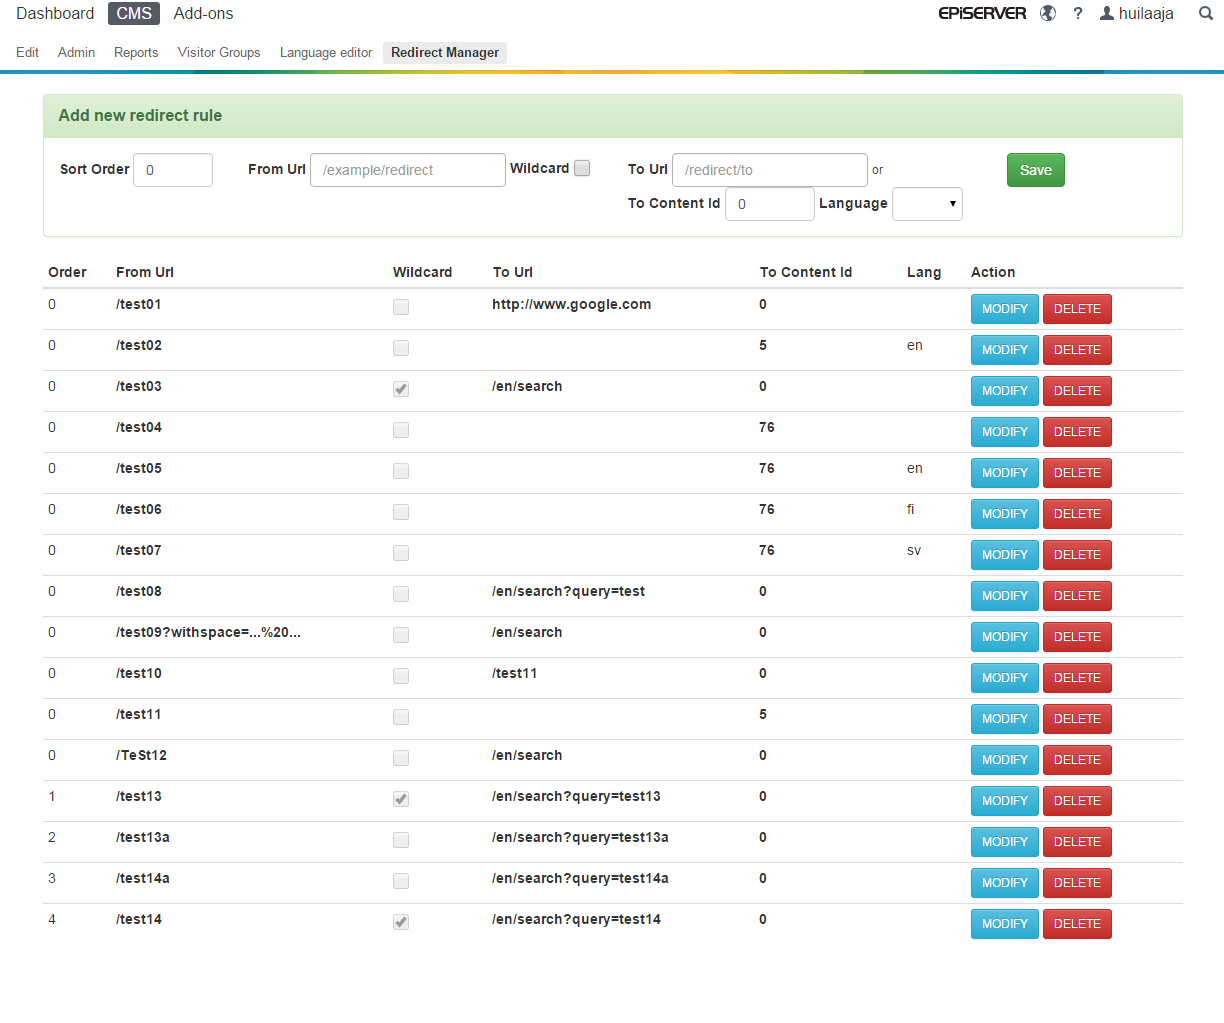 Dashboard CMS Add-ons EPiSERVER ? huilaaja
Edit Admin Reports Visitor Groups Language editor Redirect Manager
Add new redirect rule
Sort Order 0 From Url /example/redirect Wildcard To Url /redirect/to or Save
To Content Id 0 Language
Order From Url Wildcard To Url To Content Id Lang Action
0 /test01 http://www.google.com 0 MODIFY DELETE
0 /test02 5 en MODIFY DELETE
0 /test03 /en/search 0 MODIFY DELETE
0 /test04 76 MODIFY DELETE
0 /test05 76 en MODIFY DELETE
0 /test06 76 fi MODIFY DELETE
0 /test07 76 sv MODIFY DELETE
0 /test08 /en/search?query=test 0 MODIFY DELETE
0 /test09?withspace=...%20... /en/search 0 MODIFY DELETE
0 /test10 /test11 0 MODIFY DELETE
0 /test11 5 MODIFY DELETE
0 /TeSt12 /en/search 0 MODIFY DELETE
1 /test13 /en/search?query=test13 0 MODIFY DELETE
2 /test13a /en/search?query=test13a 0 MODIFY DELETE
3 /test14a /en/search?query=test14a 0 MODIFY DELETE
4 /test14 /en/search?query=test14 0 MODIFY DELETE